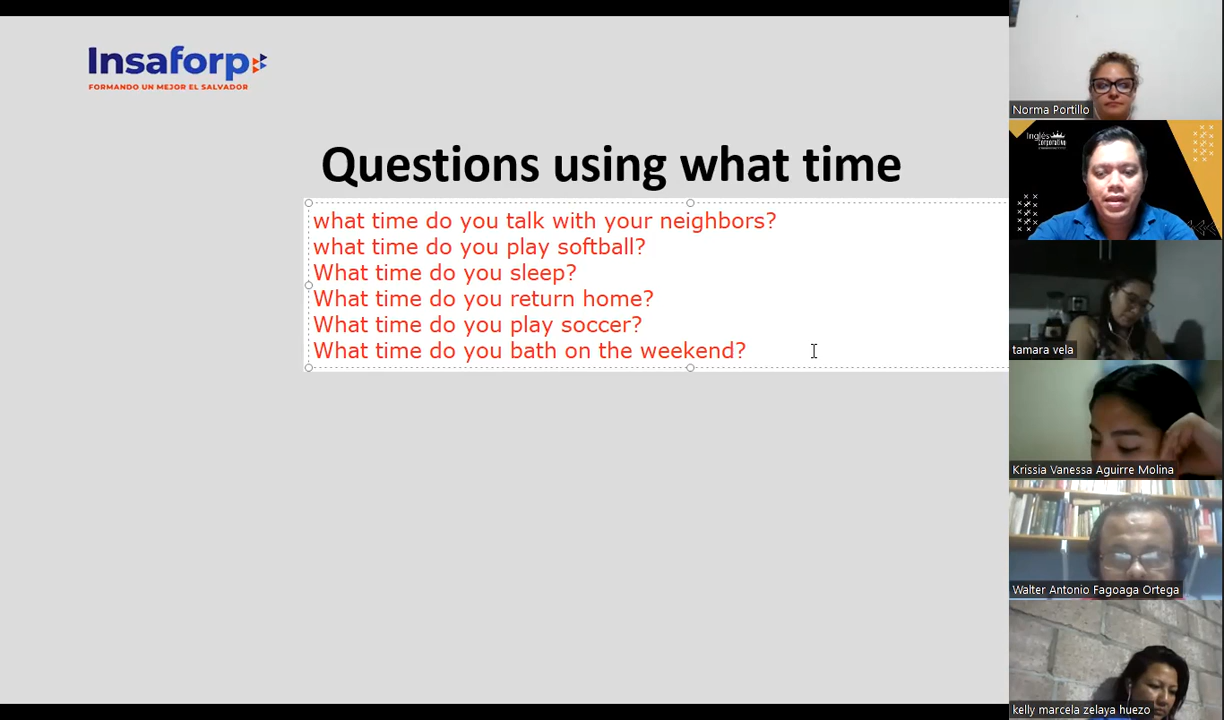 Insaforp
FORMANDO UN MEJOR EL SALVADOR
Questions using what time
what time do you talk with your neighbors?
what time do you play softball?
What time do you sleep?
What time do you return home?
What time do you play soccer?
What time do you bath on the weekend?
Norma Portillo
Inglés
Corporativo
tamara vela
Krissia Vanessa Aguirre Molina
Walter Antonio Fagoaga Ortega
kelly marcela zelaya huezo